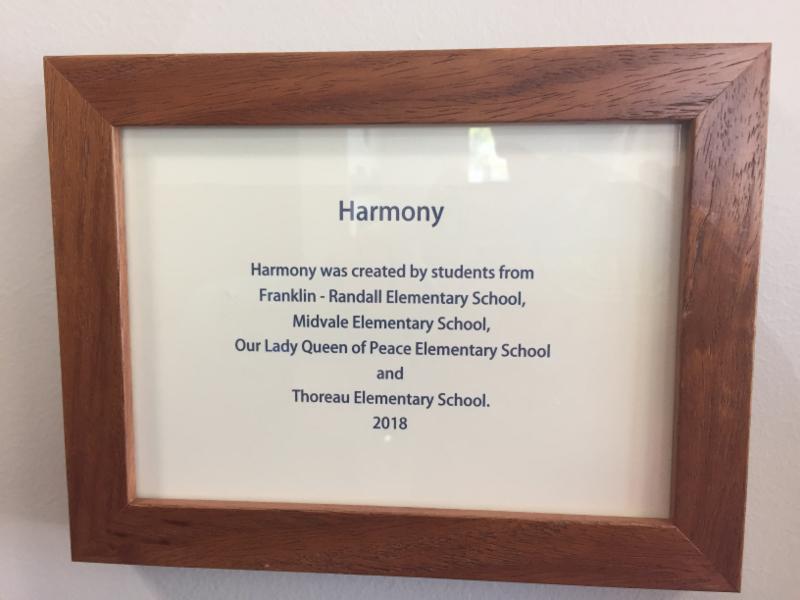 Harmony
Harmony was created by students from
Franklin - Randall Elementary School,
Midvale Elementary School,
Our Lady Queen of Peace Elementary School
and
Thoreau Elementary School.
2018